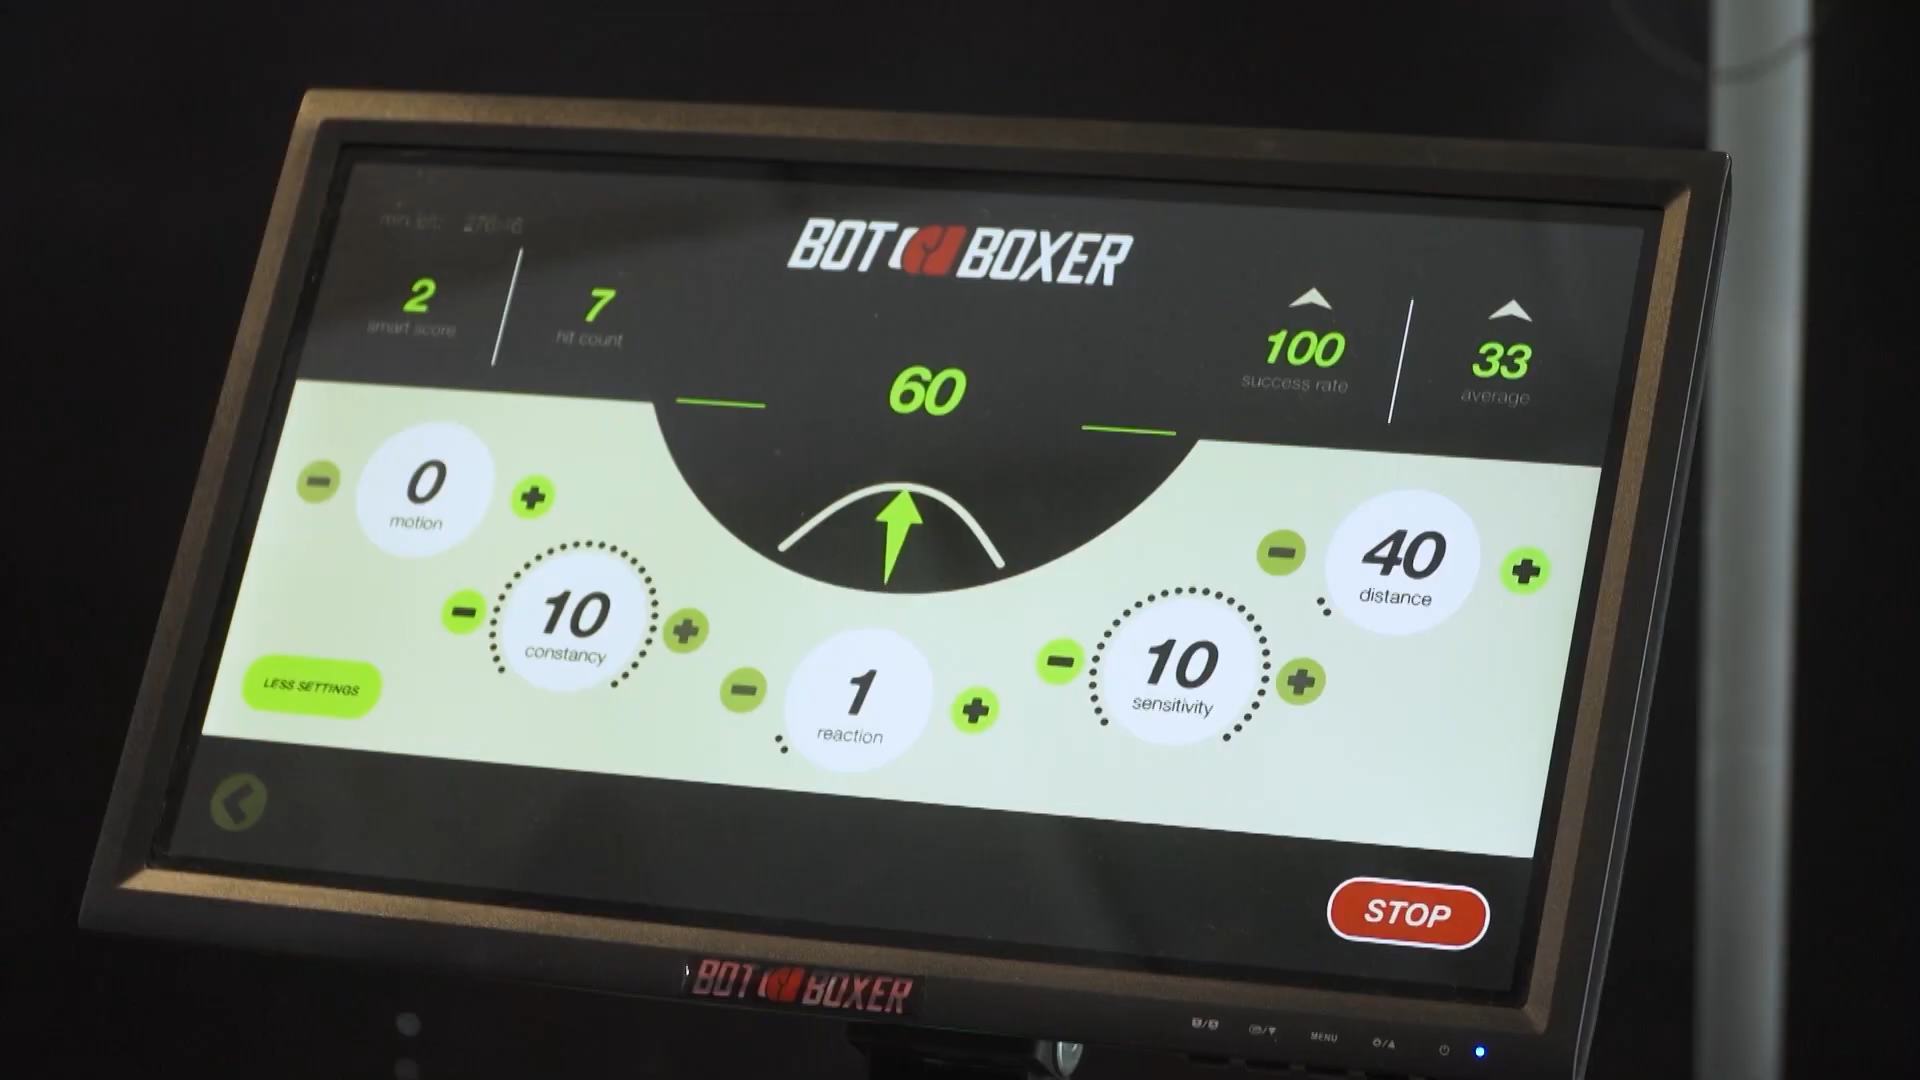 BOT BOXER
2
smart score
7
hit count
60
100
success rate
33
average
0
motion
10
constancy
1
reaction
10
sensitivity
40
distance
LESS SETTINGS
STOP
BOT BOXER
MENU